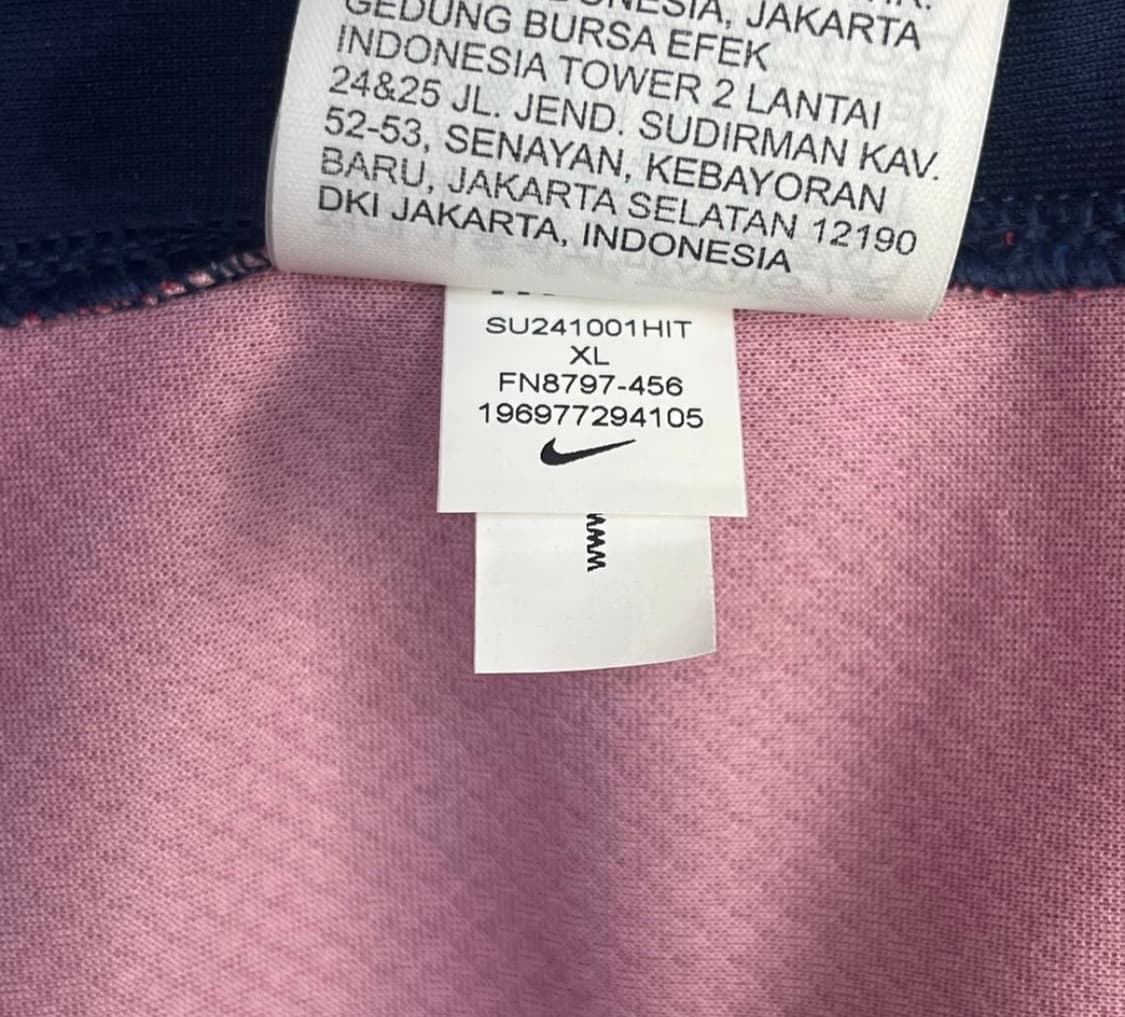 JAKARTA
GEDUNG BURSA EFEK
INDONESIA TOWER 2 LANTAI
24&25 JL. JEND. SUDIRMAN KAV.
52-53, SENAYAN, KEBAYORAN
BARU, JAKARTA SELATAN 12190
DKI JAKARTA, INDONESIA
SU241001HIT
XL
FN8797-456
196977294105